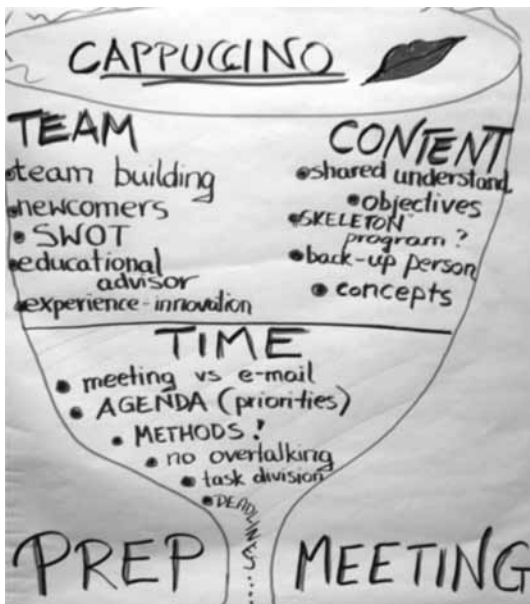 CAPPUCCINO
TEAM
•team building
•newcomers
• SWOT
•educational
advisor
•experience-innovation
CONTENT
•shared understand.
•objectives
•"SKELETON"
program?
•back-up person
• concepts
TIME
• meeting vs e-mail
• AGENDA (priorities)
• METHODS!
• no overtalking
• task division
• DEADLINES....
PREP MEETING